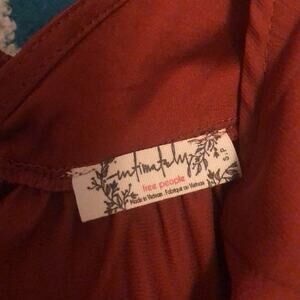 intimately
free people
Made in Vietnam · Fabriqué au Vietnam
S · P